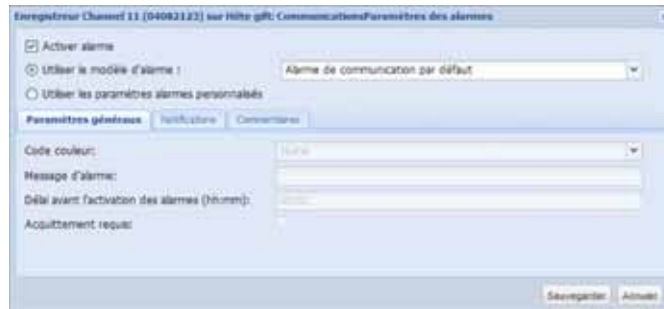 Enregistreur Channel 11 (04082123) sur Hôte gift: CommunicationsParamètres des alarmes
Activer alarme
Utiliser le modèle d'alarme : Alarme de communication par défaut
Utiliser les paramètres alarmes personnalisés
Paramètres généraux Notifications Commentaires
Code couleur:
Message d'alarme:
Délai avant l'activation des alarmes (hh:mm):
Acquittement requis:
Sauvegarder Annuler